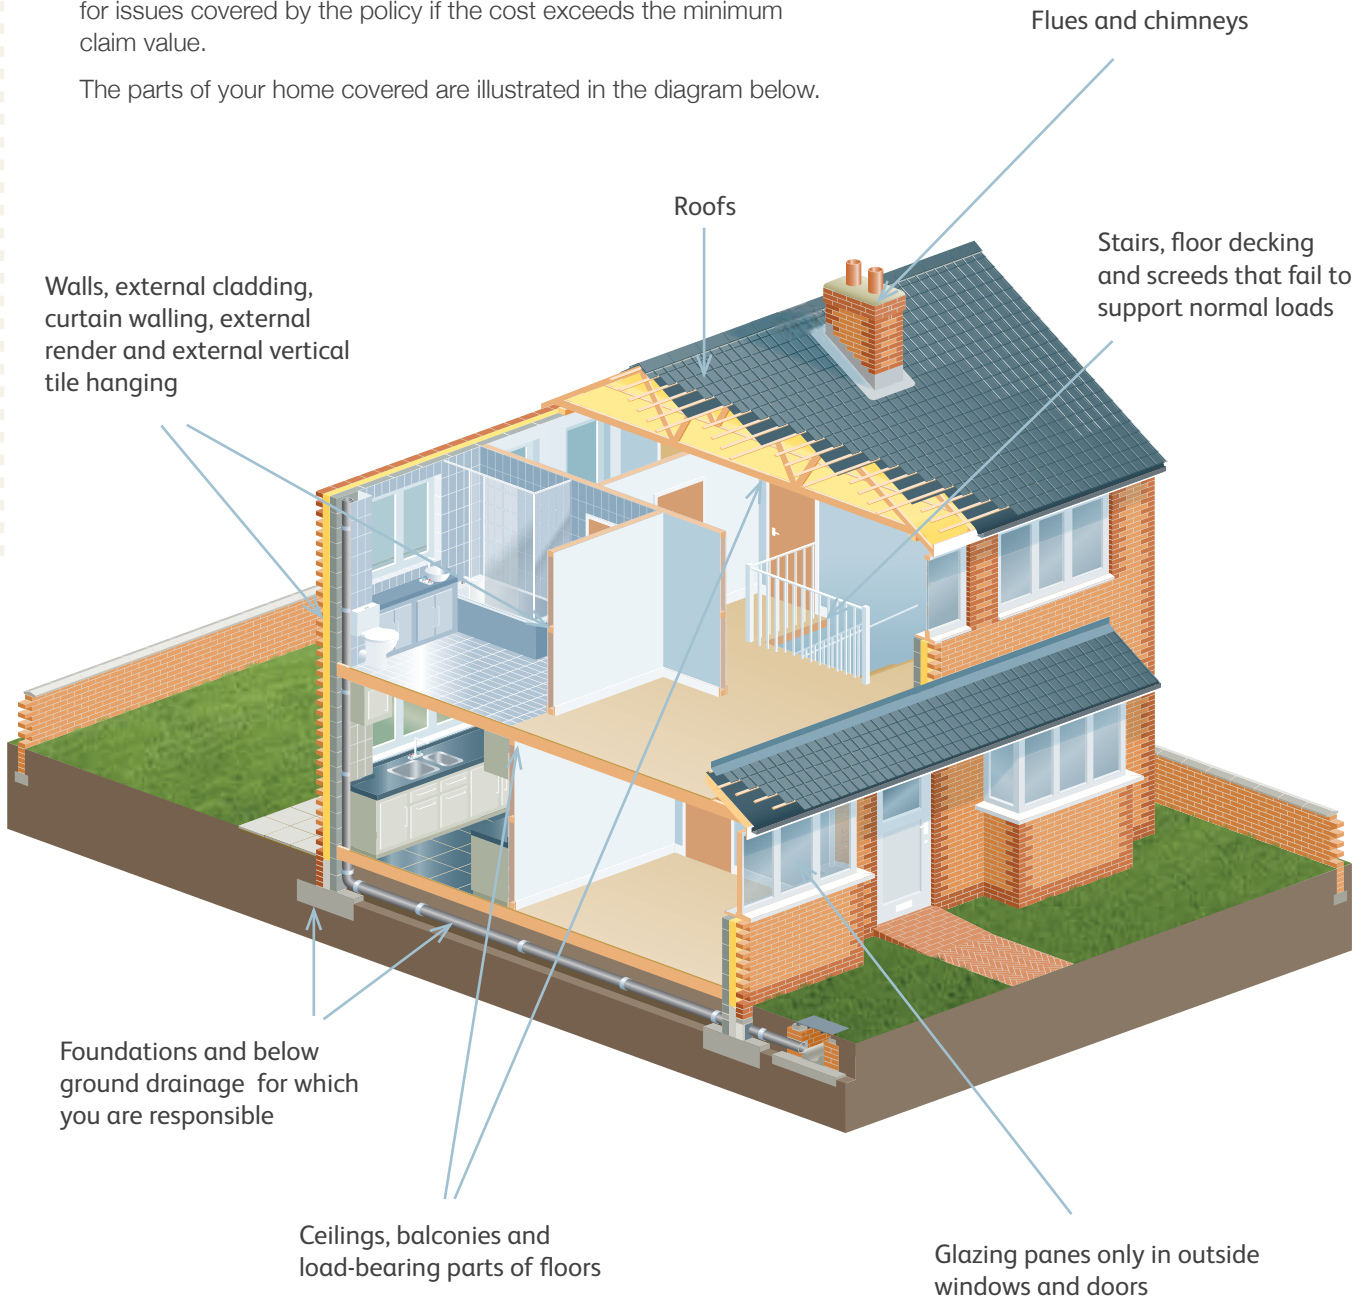 for issues covered by the policy if the cost exceeds the minimum
claim value.
The parts of your home covered are illustrated in the diagram below.
Flues and chimneys
Roofs
Stairs, floor decking
and screeds that fail to
support normal loads
Walls, external cladding,
curtain walling, external
render and external vertical
tile hanging
Foundations and below
ground drainage  for which
you are responsible
Ceilings, balconies and
load-bearing parts of floors
Glazing panes only in outside
windows and doors